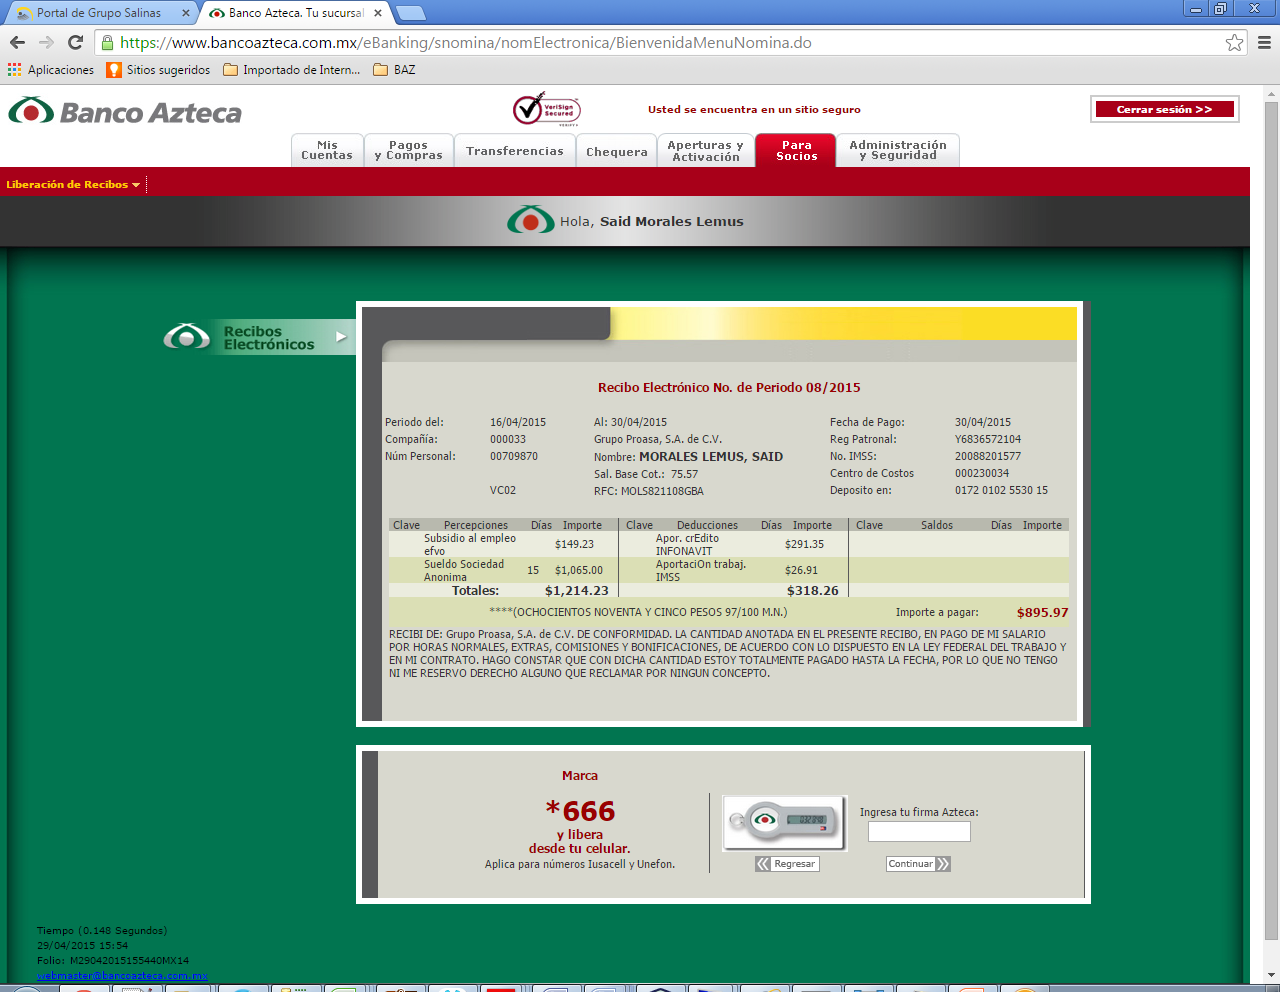 Portal de Grupo Salinas
Banco Azteca. Tu sucursal
https://www.bancoazteca.com.mx/eBanking/snomina/nomElectronica/BienvenidaMenuNomina.do
Aplicaciones Sitios sugeridos Importado de Intern... BAZ
Banco Azteca
VeriSign Secured
Usted se encuentra en un sitio seguro
Cerrar sesión >>
Mis Cuentas
Pagos y Compras
Transferencias
Chequera
Aperturas y Activación
Para Socios
Administración y Seguridad
Liberación de Recibos
Hola, Said Morales Lemus
Recibos
Electrónicos
Recibo Electrónico No. de Periodo 08/2015
Periodo del: 16/04/2015 Al: 30/04/2015 Fecha de Pago: 30/04/2015
Compañía: 000033 Grupo Proasa, S.A. de C.V. Reg Patronal: Y6836572104
Núm Personal: 00709870 Nombre: MORALES LEMUS, SAID No. IMSS: 20088201577
Sal. Base Cot.: 75.57 Centro de Costos 000230034
VC02 RFC: MOLS821108GBA Deposito en: 0172 0102 5530 15
Clave Percepciones Días Importe Clave Deducciones Días Importe Clave Saldos Días Importe
Subsidio al empleo efvo $149.23 Apor. crEdito INFONAVIT $291.35
Sueldo Sociedad Anonima 15 $1,065.00 AportaciOn trabaj. IMSS $26.91
Totales: $1,214.23 $318.26
****(OCHOCIENTOS NOVENTA Y CINCO PESOS 97/100 M.N.) Importe a pagar: $895.97
RECIBI DE: Grupo Proasa, S.A. de C.V. DE CONFORMIDAD. LA CANTIDAD ANOTADA EN EL PRESENTE RECIBO, EN PAGO DE MI SALARIO
POR HORAS NORMALES, EXTRAS, COMISIONES Y BONIFICACIONES, DE ACUERDO CON LO DISPUESTO EN LA LEY FEDERAL DEL TRABAJO Y
EN MI CONTRATO. HAGO CONSTAR QUE CON DICHA CANTIDAD ESTOY TOTALMENTE PAGADO HASTA LA FECHA, POR LO QUE NO TENGO
NI ME RESERVO DERECHO ALGUNO QUE RECLAMAR POR NINGUN CONCEPTO.
Marca
*666
y libera
desde tu celular.
Aplica para números Iusacell y Unefon.
Ingresa tu firma Azteca:
Regresar
Continuar
Tiempo (0.148 Segundos)
29/04/2015 15:54
Folio: M29042015155440MX14
webmaster@bancoazteca.com.mx